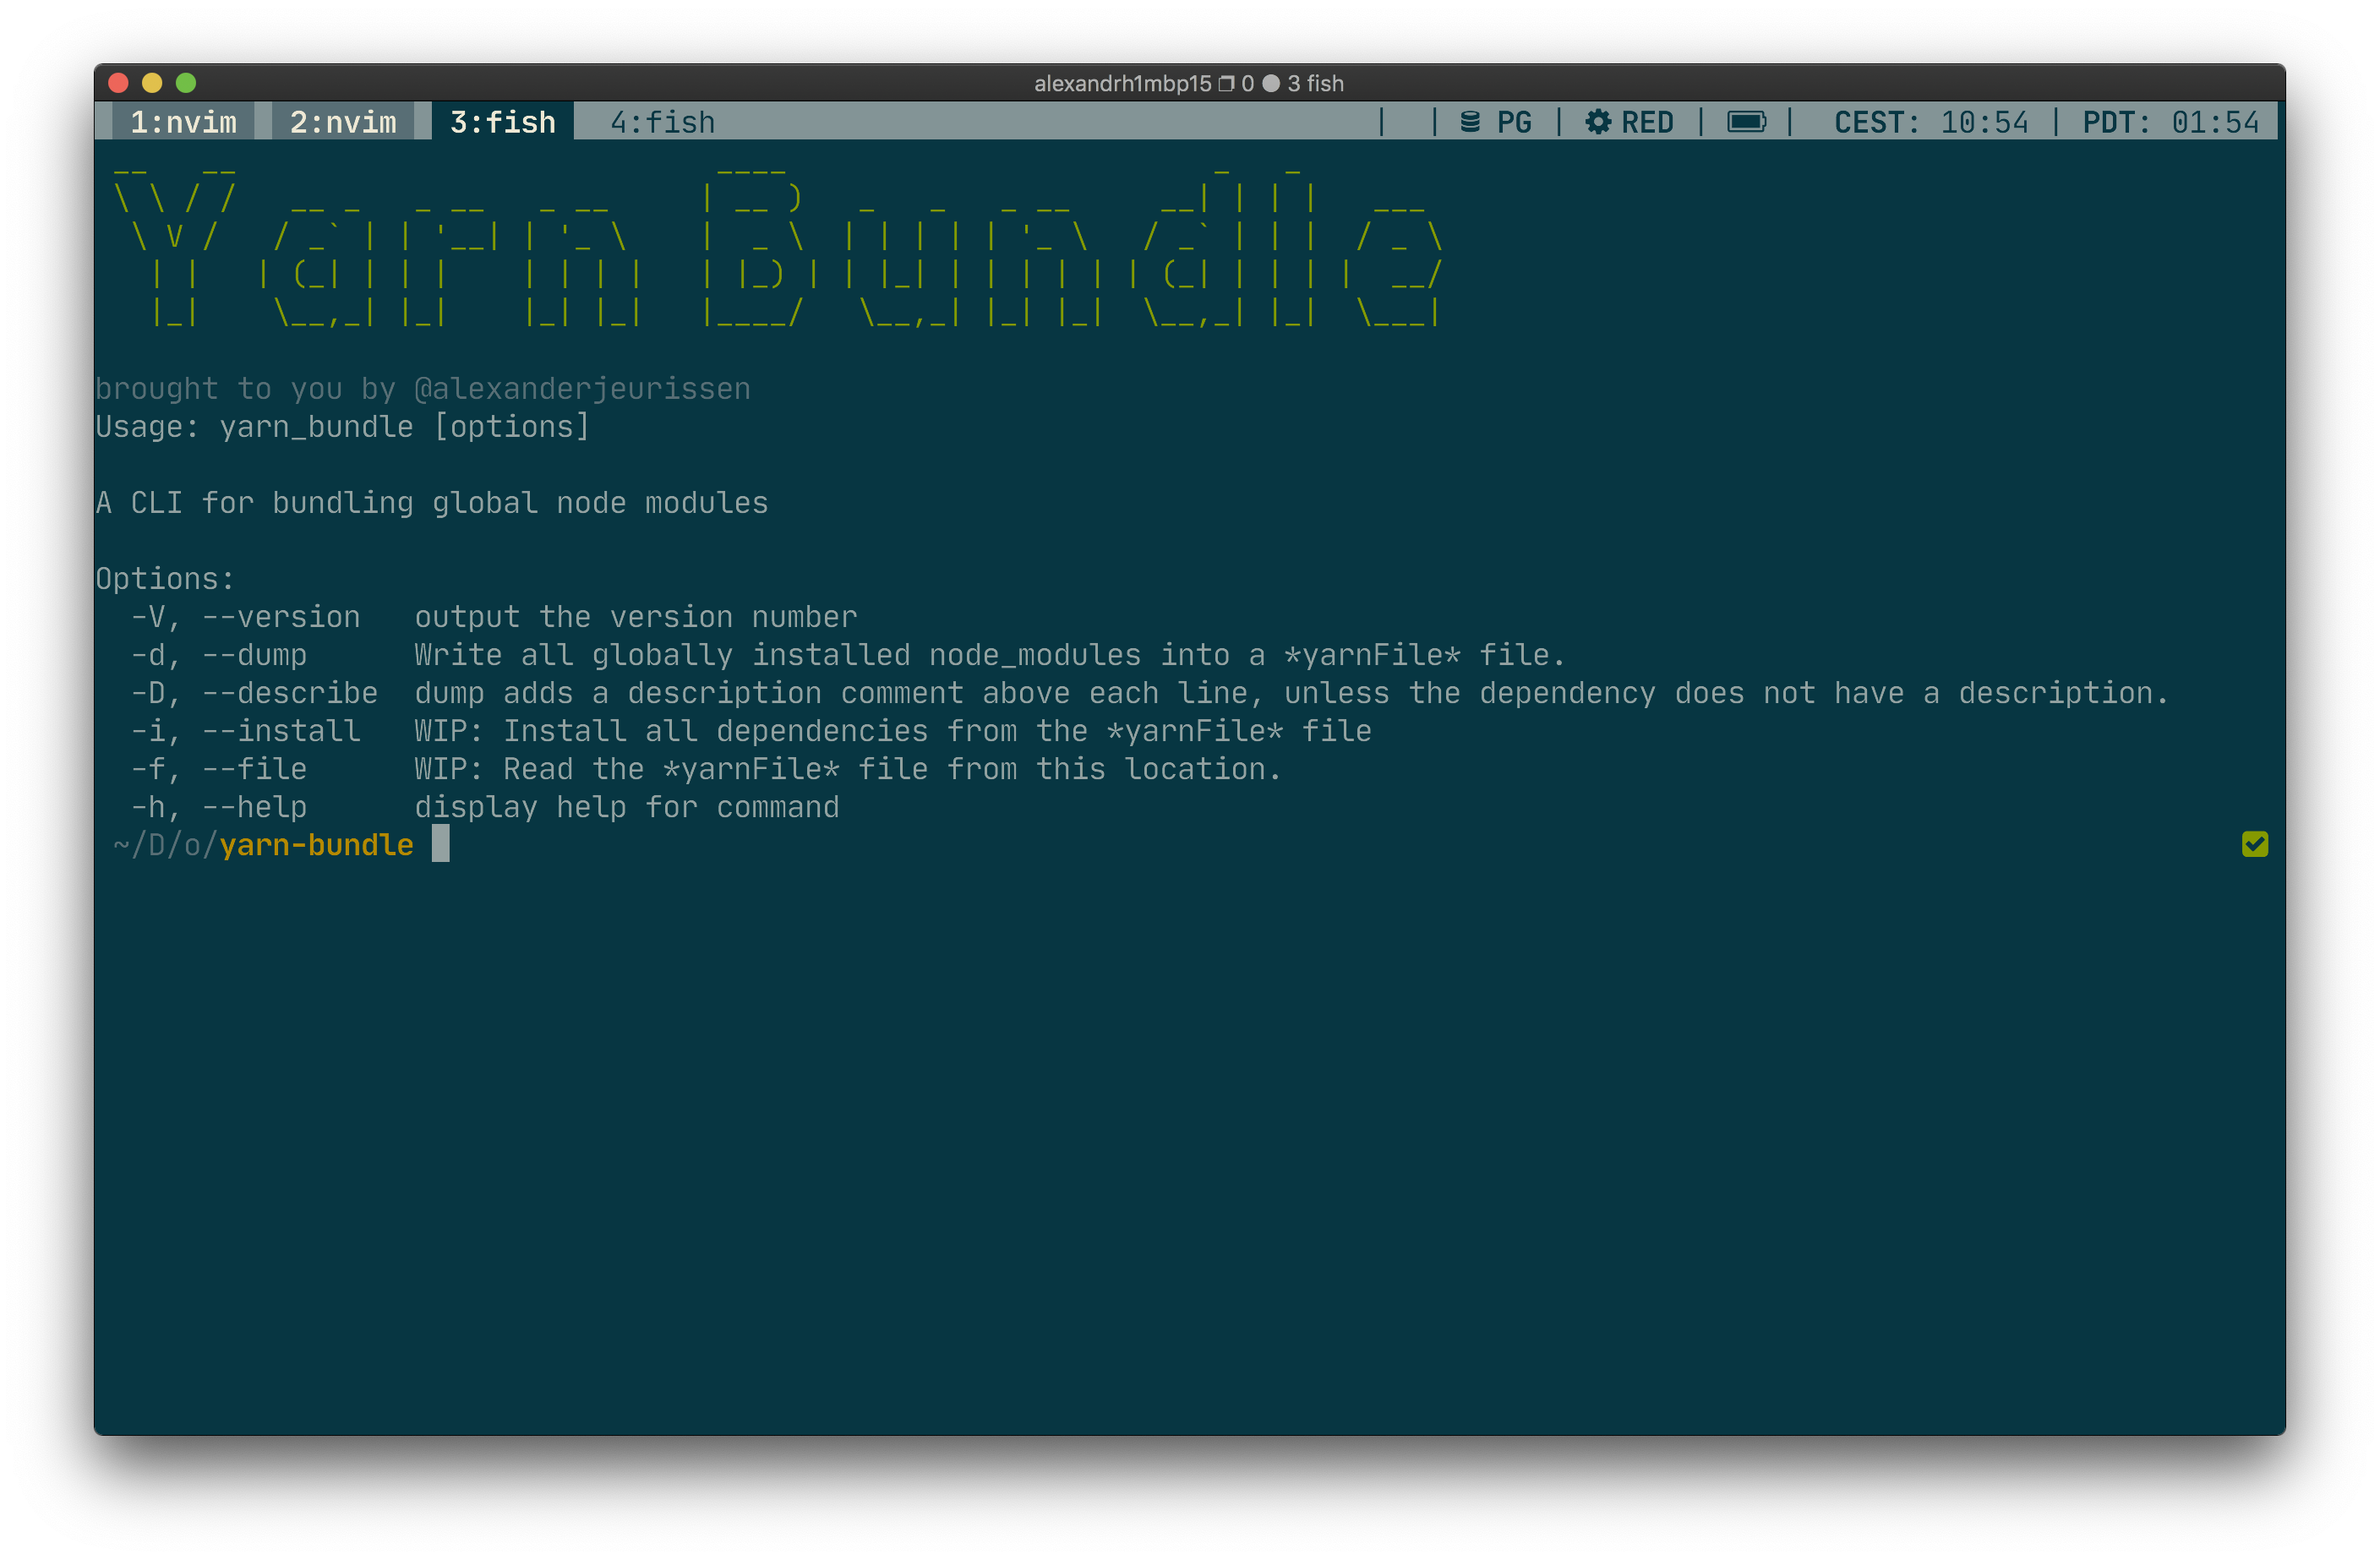 alexandrh1mbp15 0 3 fish
1:nvim 2:nvim 3:fish 4:fish | | PG | RED | | CEST: 10:54 | PDT: 01:54
Yarn Bundle
brought to you by @alexanderjeurissen
Usage: yarn_bundle [options]
A CLI for bundling global node modules
Options:
-V, --version output the version number
-d, --dump Write all globally installed node_modules into a *yarnFile* file.
-D, --describe dump adds a description comment above each line, unless the dependency does not have a description.
-i, --install WIP: Install all dependencies from the *yarnFile* file
-f, --file WIP: Read the *yarnFile* file from this location.
-h, --help display help for command
~/D/o/yarn-bundle